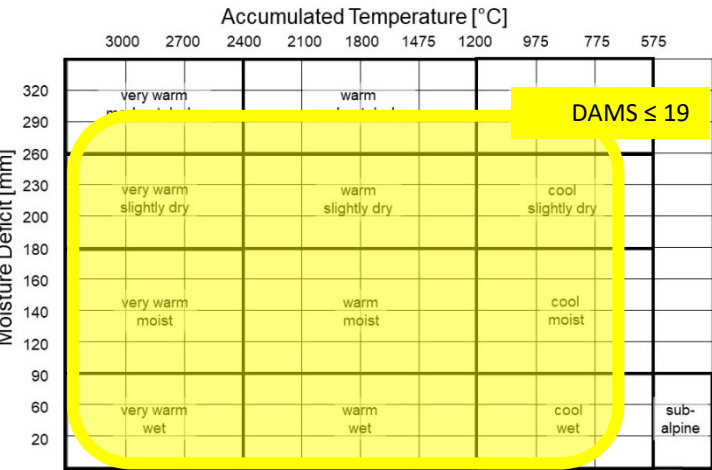 Accumulated Temperature [°C]
3000 2700 2400 2100 1800 1475 1200 975 775 575
DAMS ≤ 19
Moisture Deficit [mm]
320 very warm warm
290
260
230 very warm warm cool
200 slightly dry slightly dry slightly dry
180
160
140 very warm warm cool
moist moist moist
120
90
60 very warm warm cool sub-
20 wet wet wet alpine